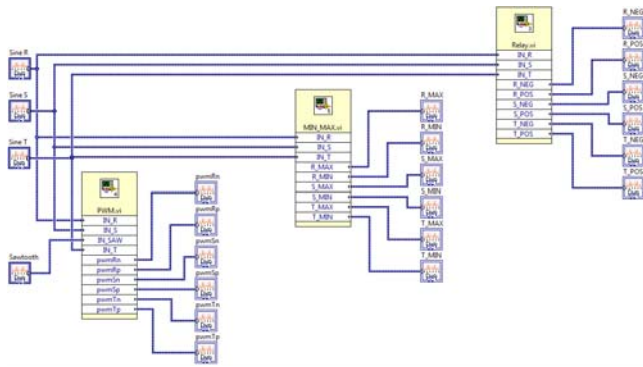 Sine R
Sine S
Sine T
Sawtooth
PWM.vi
IN_R
IN_S
IN_SAW
IN_T
pwmRn
pwmRp
pwmSn
pwmSp
pwmTn
pwmTp
pwmRn
pwmRp
pwmSn
pwmSp
pwmTn
pwmTp
MIN_MAX.vi
IN_R
IN_S
IN_T
R_MAX
R_MIN
S_MAX
S_MIN
T_MAX
T_MIN
R_MAX
R_MIN
S_MAX
S_MIN
T_MAX
T_MIN
Relay.vi
IN_R
IN_S
IN_T
R_NEG
R_POS
S_NEG
S_POS
T_NEG
T_POS
R_NEG
R_POS
S_NEG
S_POS
T_NEG
T_POS